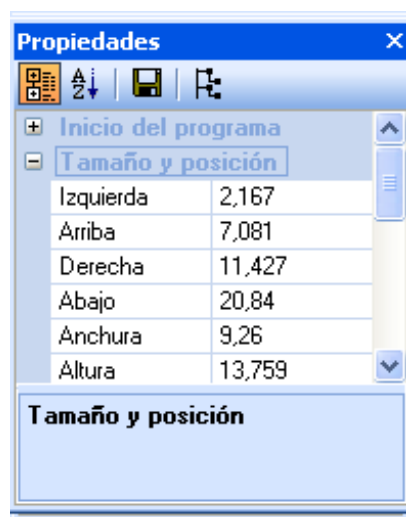 Propiedades
Inicio del programa
Tamaño y posición
Izquierda 2,167
Arriba 7,081
Derecha 11,427
Abajo 20,84
Anchura 9,26
Altura 13,759
Tamaño y posición